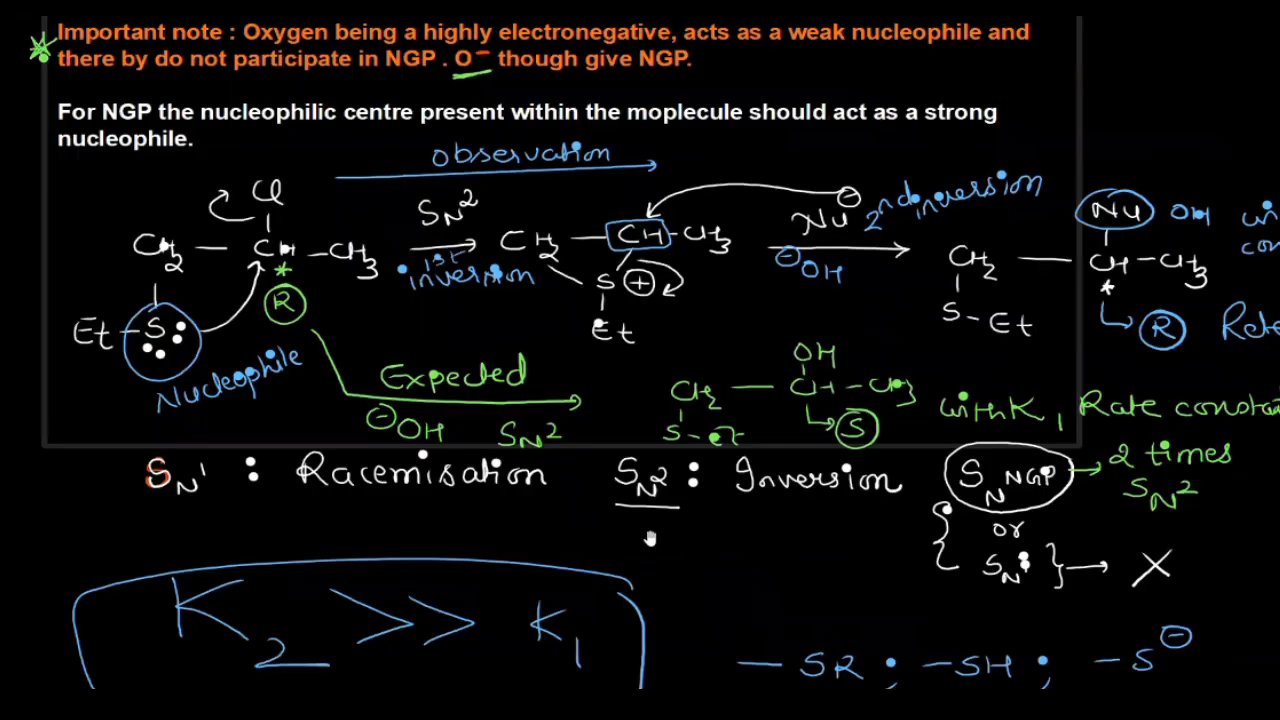 Important note : Oxygen being a highly electronegative, acts as a weak nucleophile and
there by do not participate in NGP . O⁻ though give NGP.
For NGP the nucleophilic centre present within the moplecule should act as a strong
nucleophile.
observation
Cl
CH2 — CH — CH3
*
R
Et — S
Nucleophile
SN2
1st
inversion
CH2 — CH — CH3
S +
Et
Nu⊖
⊖OH
2nd inversion
Nu OH
CH2 — CH — CH3
*
S - Et
R
Expected
⊖OH SN2
OH
CH2 — CH — CH3
S - Et
S
with K1 Rate
SN1 : Racemisation SN2 : Inversion SN NGP → 2 times
SN2
or
SNi → X
K2 >> K1
— SR ; — SH ; — S⊖